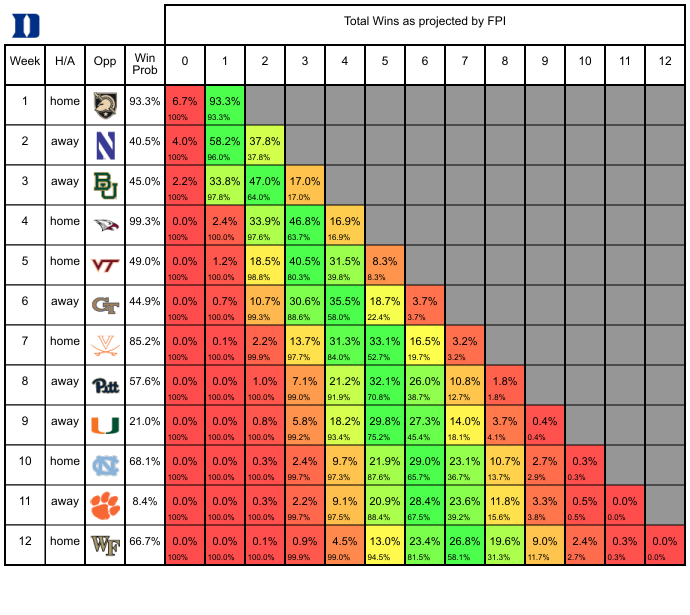 D
Total Wins as projected by FPI
Week H/A Opp Win Prob 0 1 2 3 4 5 6 7 8 9 10 11 12
1 home 93.3% 6.7% 93.3%
100% 93.3%
2 away N 40.5% 4.0% 58.2% 37.8%
100% 96.0% 37.8%
3 away BU 45.0% 2.2% 33.8% 47.0% 17.0%
100% 97.8% 64.0% 17.0%
4 home 99.3% 0.0% 2.4% 33.9% 46.8% 16.9%
100% 100.0% 97.6% 63.7% 16.9%
5 home VT 49.0% 0.0% 1.2% 18.5% 40.5% 31.5% 8.3%
100% 100.0% 98.8% 80.3% 39.8% 8.3%
6 away GT 44.9% 0.0% 0.7% 10.7% 30.6% 35.5% 18.7% 3.7%
100% 100.0% 99.3% 88.6% 58.0% 22.4% 3.7%
7 home V 85.2% 0.0% 0.1% 2.2% 13.7% 31.3% 33.1% 16.5% 3.2%
100% 100.0% 99.9% 97.7% 84.0% 52.7% 19.7% 3.2%
8 away Pitt 57.6% 0.0% 0.0% 1.0% 7.1% 21.2% 32.1% 26.0% 10.8% 1.8%
100% 100.0% 100.0% 99.0% 91.9% 70.8% 38.7% 12.7% 1.8%
9 away U 21.0% 0.0% 0.0% 0.8% 5.8% 18.2% 29.8% 27.3% 14.0% 3.7% 0.4%
100% 100.0% 100.0% 99.2% 93.4% 75.2% 45.4% 18.1% 4.1% 0.4%
10 home NC 68.1% 0.0% 0.0% 0.3% 2.4% 9.7% 21.9% 29.0% 23.1% 10.7% 2.7% 0.3%
100% 100.0% 100.0% 99.7% 97.3% 87.6% 65.7% 36.7% 13.7% 2.9% 0.3%
11 away 8.4% 0.0% 0.0% 0.3% 2.2% 9.1% 20.9% 28.4% 23.6% 11.8% 3.3% 0.5% 0.0%
100% 100.0% 100.0% 99.7% 97.5% 88.4% 67.5% 39.2% 15.6% 3.8% 0.5% 0.0%
12 home WF 66.7% 0.0% 0.0% 0.1% 0.9% 4.5% 13.0% 23.4% 26.8% 19.6% 9.0% 2.4% 0.3% 0.0%
100% 100.0% 100.0% 99.9% 99.0% 94.5% 81.5% 58.1% 31.3% 11.7% 2.7% 0.3% 0.0%